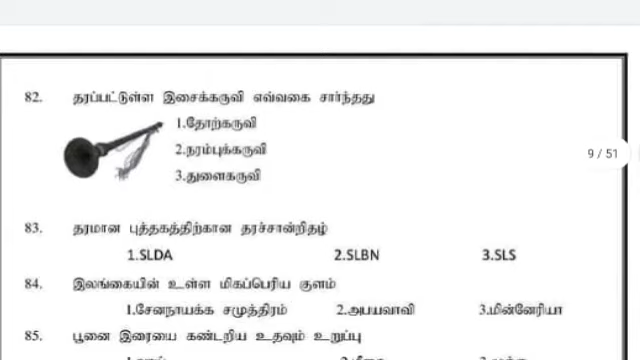 82. தரப்பட்டுள்ள இசைக்கருவி எவ்வகை சார்ந்தது
1.தோற்கருவி
2.நரம்புக்கருவி
3.துளைகருவி
9 / 51
83. தரமான புத்தகத்திற்கான தரச்சான்றிதழ்
1.SLDA 2.SLBN 3.SLS
84. இலங்கையின் உள்ள மிகப்பெரிய குளம்
1.சேனநாயக்க சமுத்திரம் 2.அபயவாவி 3.மின்னேரியா
85. பூனை இரையை கண்டறிய உதவும் உறுப்பு